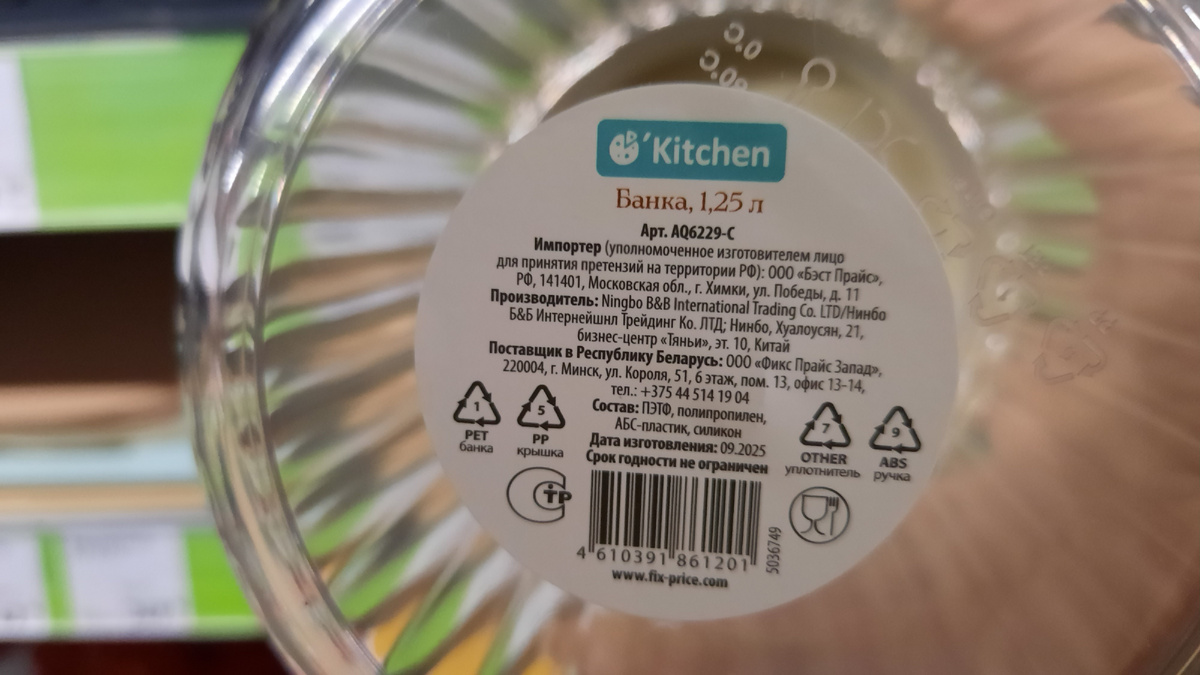 'Kitchen
Банка, 1,25 л
Арт. AQ6229-C
Импортер (уполномоченное изготовителем лицо
для принятия претензий на территории РФ): ООО «Бэст Прайс»,
РФ, 141401, Московская обл., г. Химки, ул. Победы, д. 11
Производитель: Ningbo B&B International Trading Co. LTD/Нинбо
Б&Б Интернейшнл Трейдинг Ко. ЛТД; Нинбо, Хуалоусян, 21,
бизнес-центр «Тяньи», эт. 10, Китай
Поставщик в Республику Беларусь: ООО «Фикс Прайс Запад»,
220004, г. Минск, ул. Короля, 51, 6 этаж, пом. 13, офис 13-14,
тел.: +375 44 514 19 04
Состав: ПЭТФ, полипропилен,
АБС-пластик, силикон
Дата изготовления: 09.2025
Срок годности не ограничен
1
PET
банка
5
PP
крышка
7
OTHER
уплотнитель
9
ABS
ручка
СТР
4 610391 861201
5036749
www.fix-price.com